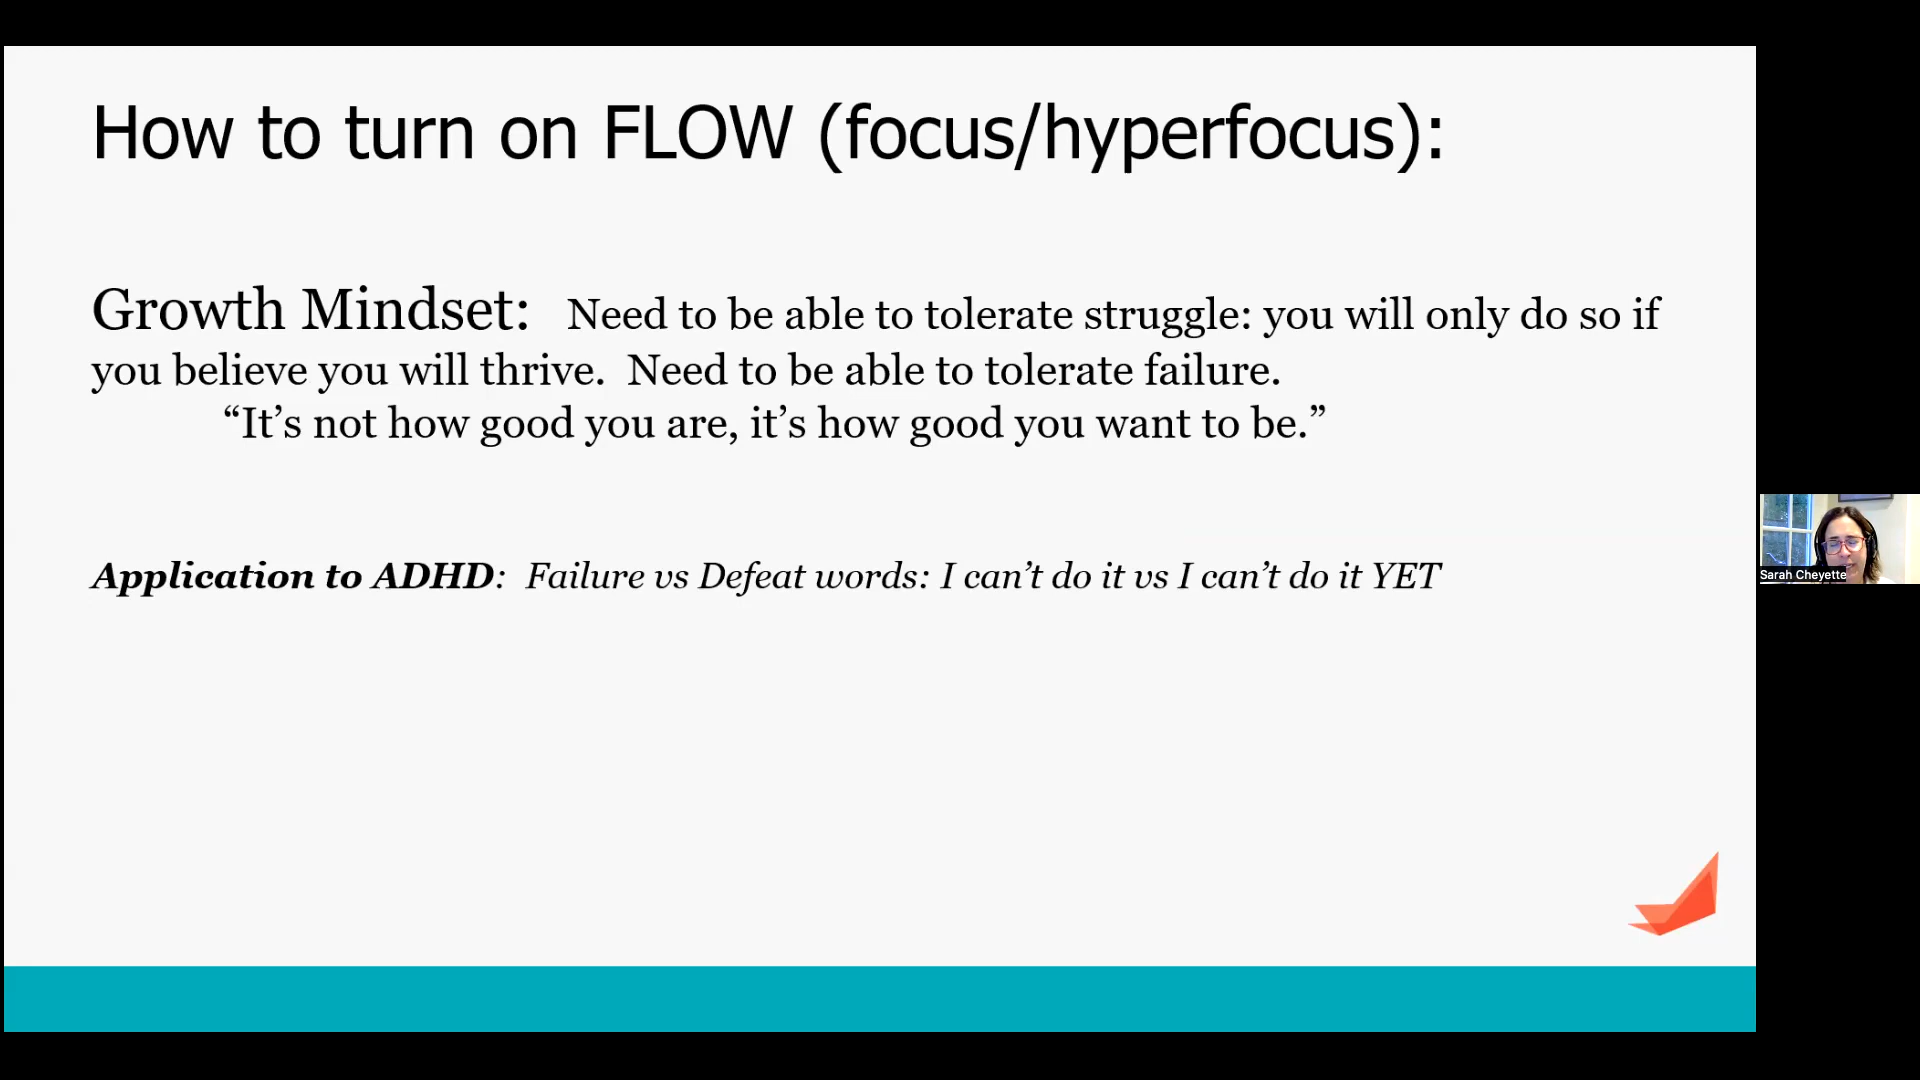 How to turn on FLOW (focus/hyperfocus):
Growth Mindset: Need to be able to tolerate struggle: you will only do so if
you believe you will thrive. Need to be able to tolerate failure.
“It’s not how good you are, it’s how good you want to be.”
Application to ADHD: Failure vs Defeat words: I can’t do it vs I can’t do it YET
Sarah Cheyette